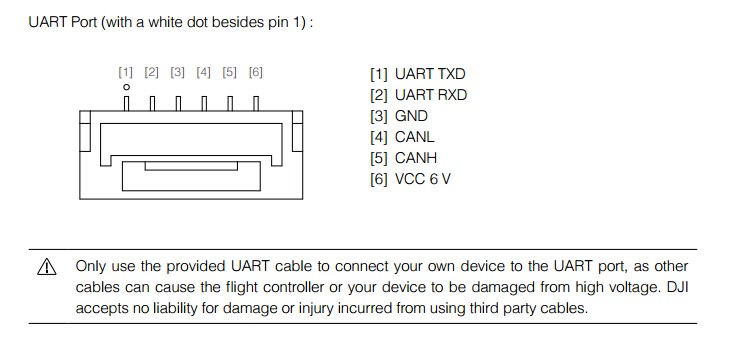 UART Port (with a white dot besides pin 1) :
[1] [2] [3] [4] [5] [6]
[1] UART TXD
[2] UART RXD
[3] GND
[4] CANL
[5] CANH
[6] VCC 6 V
Only use the provided UART cable to connect your own device to the UART port, as other
cables can cause the flight controller or your device to be damaged from high voltage. DJI
accepts no liability for damage or injury incurred from using third party cables.